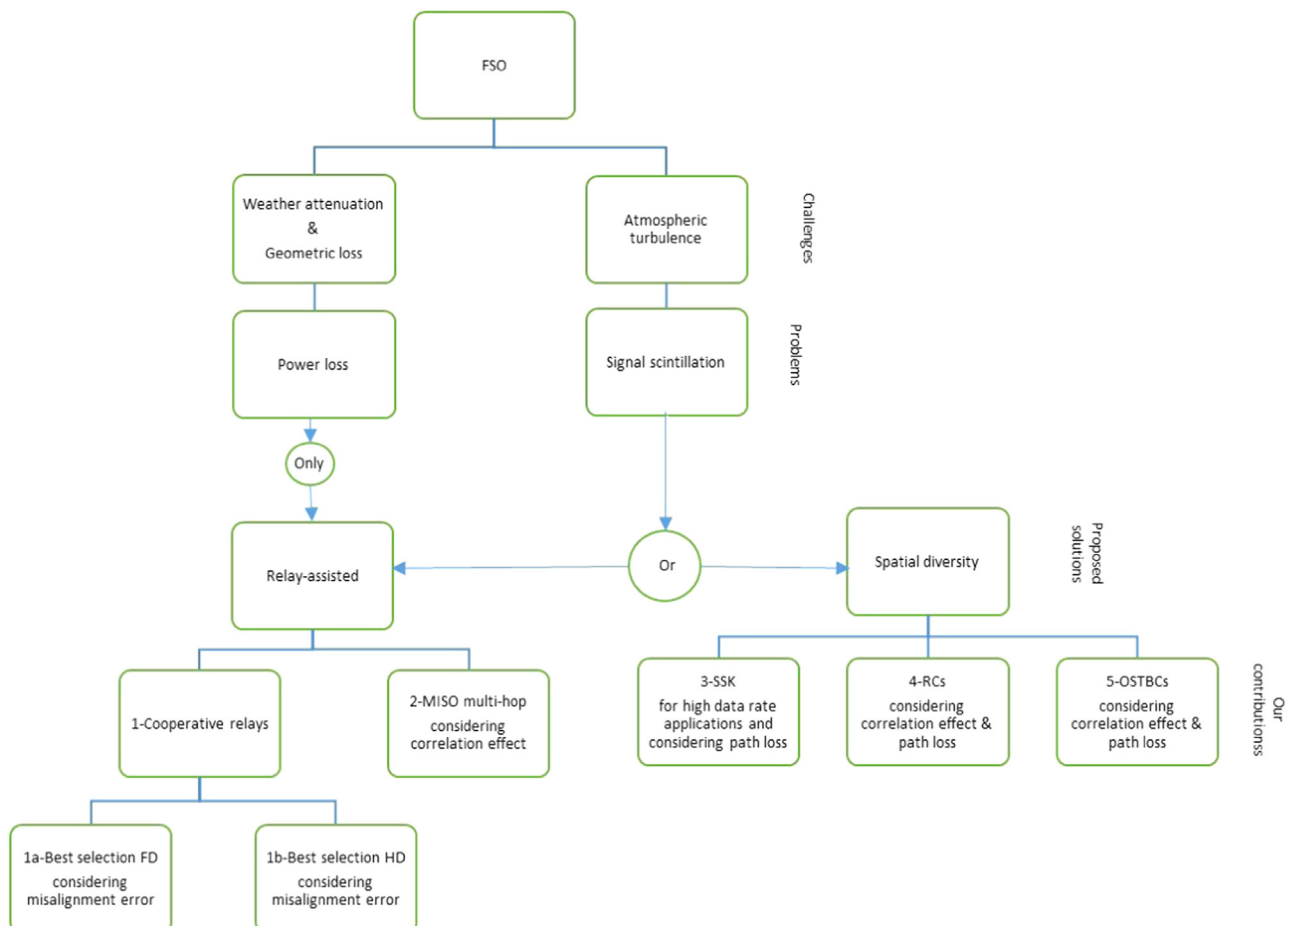 FSO
Weather attenuation
&
Geometric loss
Atmospheric
turbulence
Challenges
Power loss
Signal scintillation
Problems
Only
Relay-assisted
Or
Spatial diversity
Proposed
solutions
1-Cooperative relays
2-MISO multi-hop
considering
correlation effect
3-SSK
for high data rate
applications and
considering path loss
4-RCs
considering
correlation effect &
path loss
5-OSTBCs
considering
correlation effect &
path loss
Our
contributionss
1a-Best selection FD
considering
misalignment error
1b-Best selection HD
considering
misalignment error